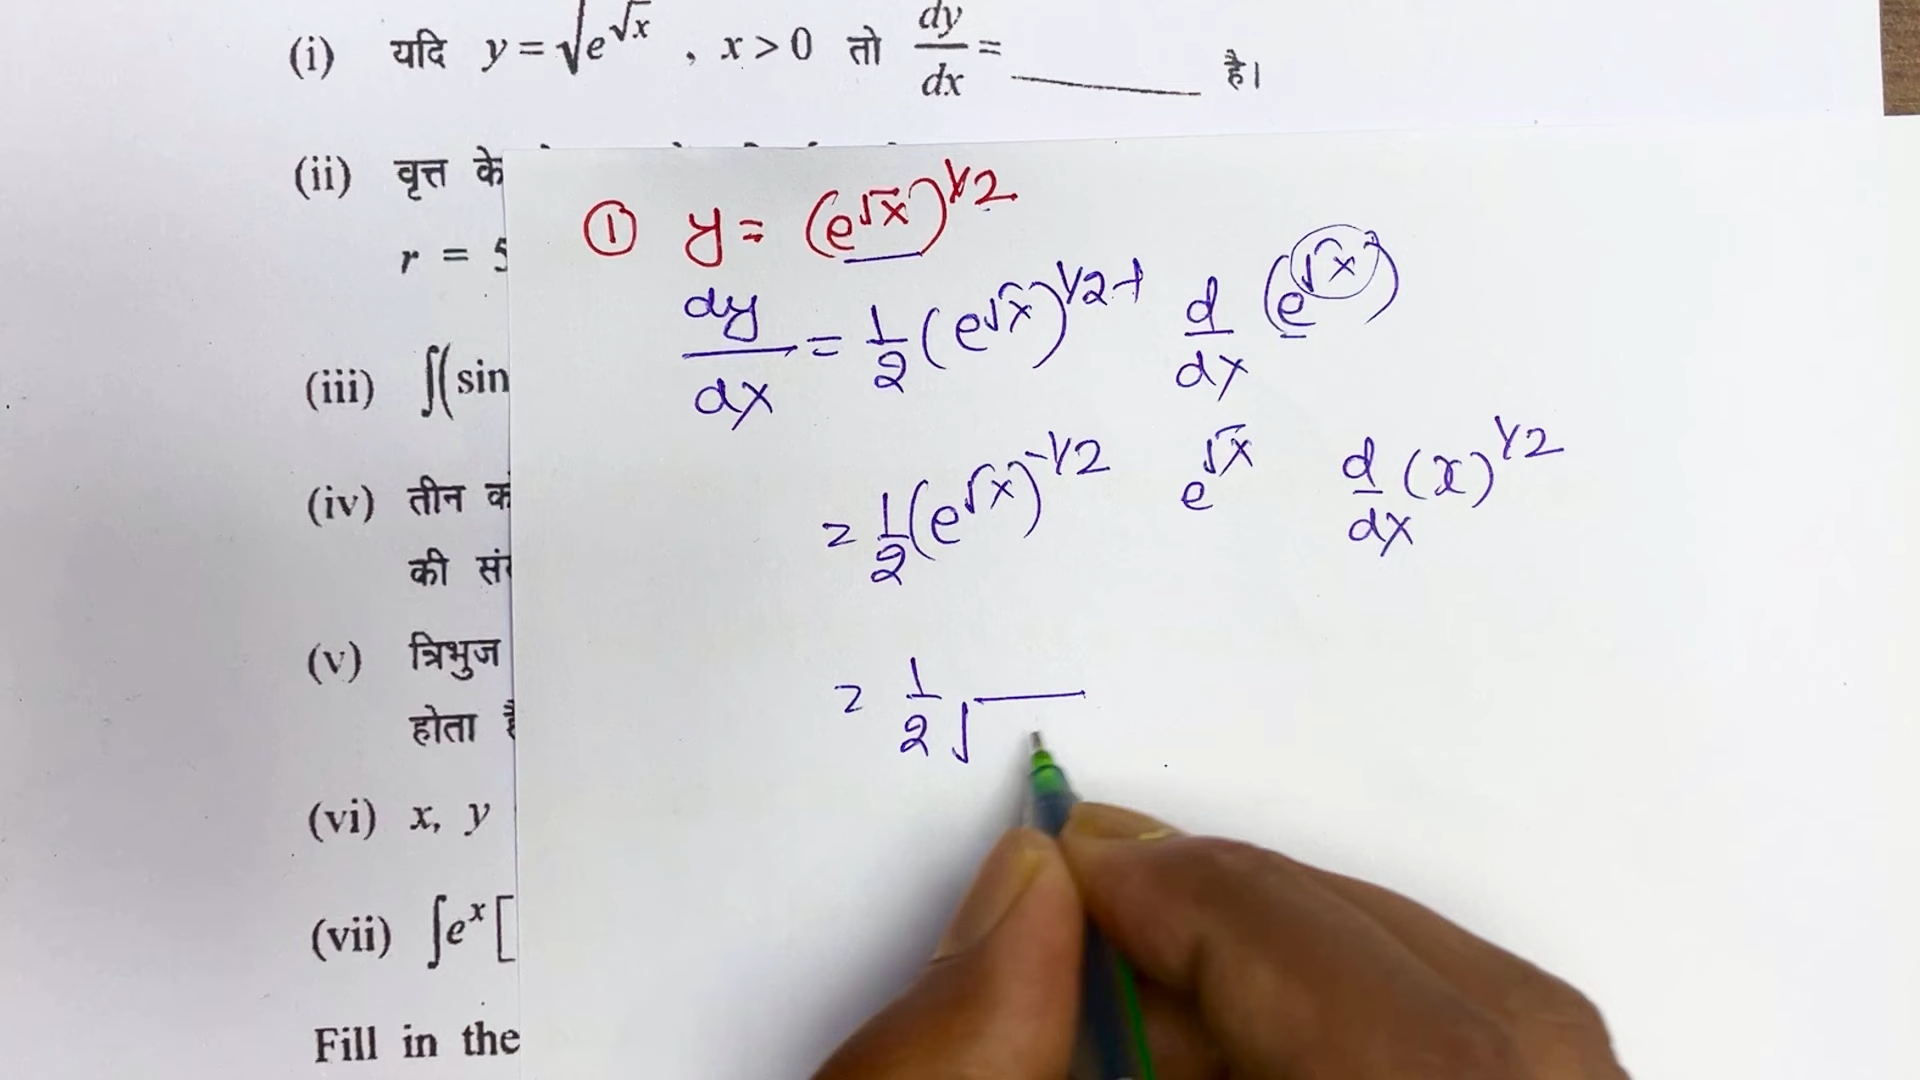 (i) यदि y = √e^√x , x > 0 तो dy/dx = ________ है।
(ii) वृत्त के
r = 5
(iii) ∫(sin
(iv) तीन
की
(v) त्रिभुज
होता
(vi) x, y
(vii) ∫e^x [
Fill in the
① y = (e^√x)^1/2
dy/dx = 1/2 (e^√x)^1/2-1 d/dx (e^√x)
= 1/2 (e^√x)^-1/2 e^√x d/dx (x)^1/2
= 1/2√